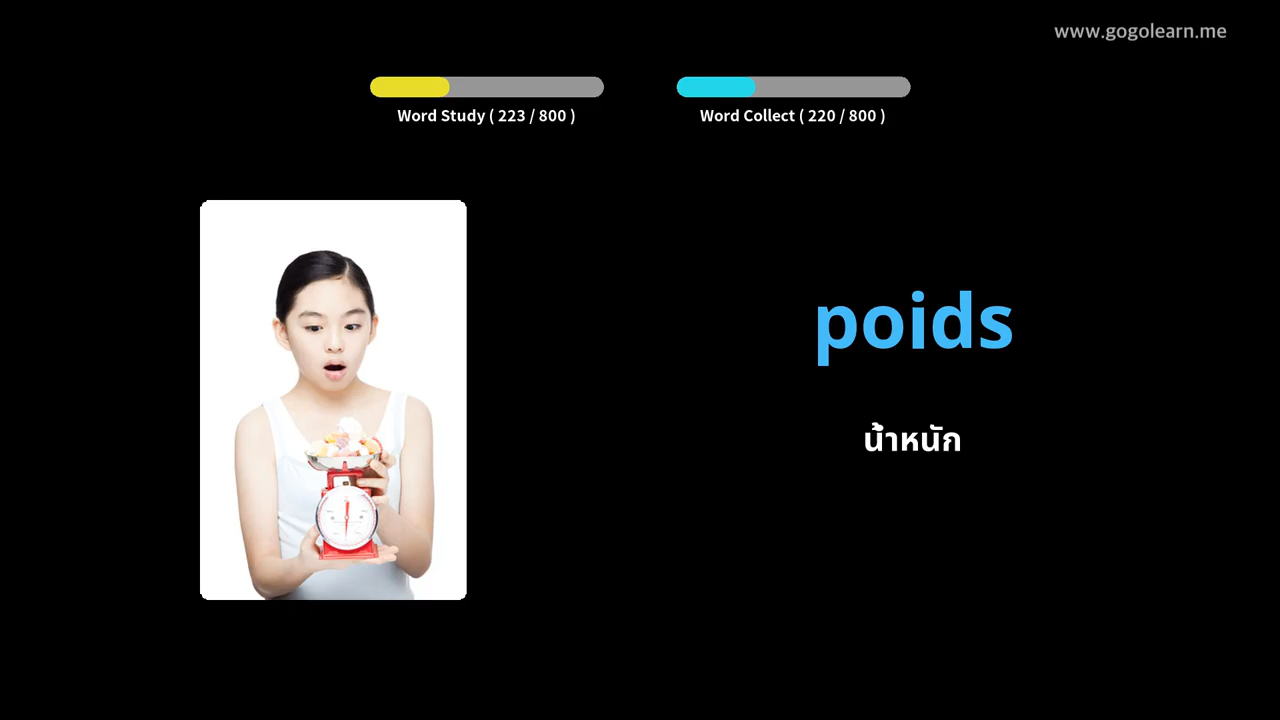 www.gogolearn.me
Word Study ( 223 / 800 )
Word Collect ( 220 / 800 )
poids
น้ำหนัก